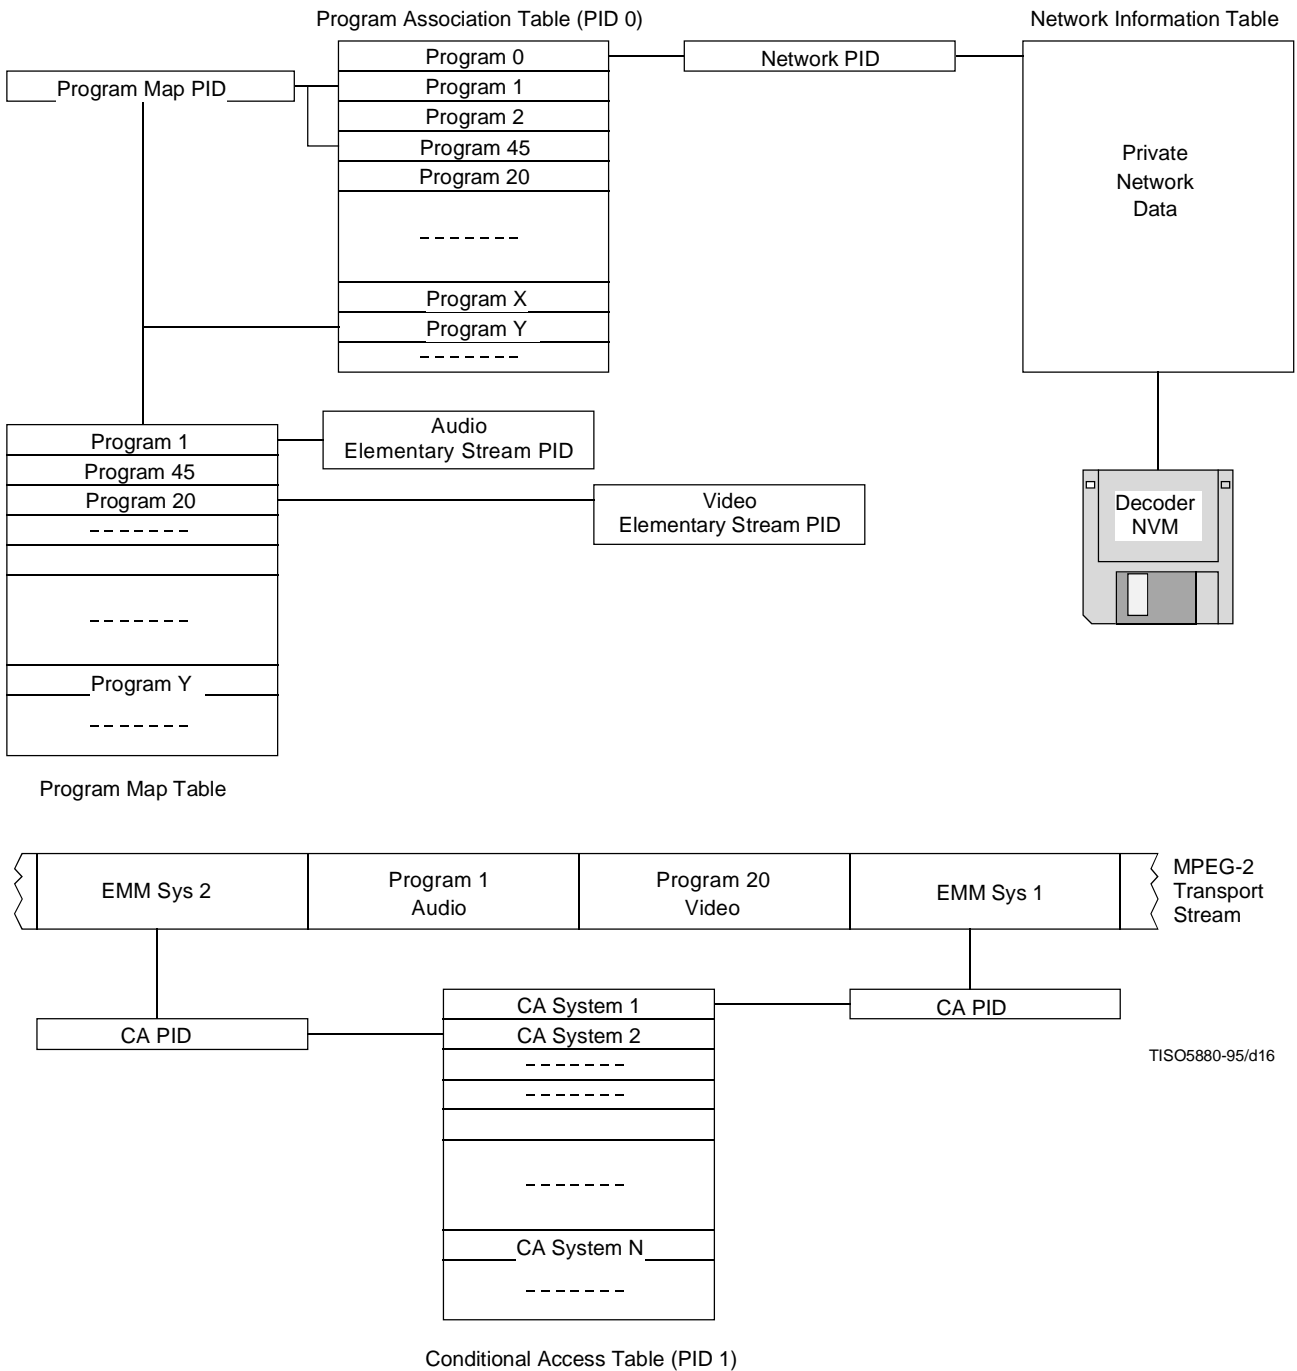 Program Association Table (PID 0)
Network Information Table
Program 0
Network PID
Program Map PID
Program 1
Program 2
Program 45
Program 20
Private
Network
Data
Program X
Program Y
Program 1
Audio
Elementary Stream PID
Program 45
Program 20
Video
Elementary Stream PID
Decoder
NVM
Program Y
Program Map Table
EMM Sys 2
Program 1
Audio
Program 20
Video
EMM Sys 1
MPEG-2
Transport
Stream
CA System 1
CA PID
CA PID
CA System 2
TISO5880-95/d16
CA System N
Conditional Access Table (PID 1)